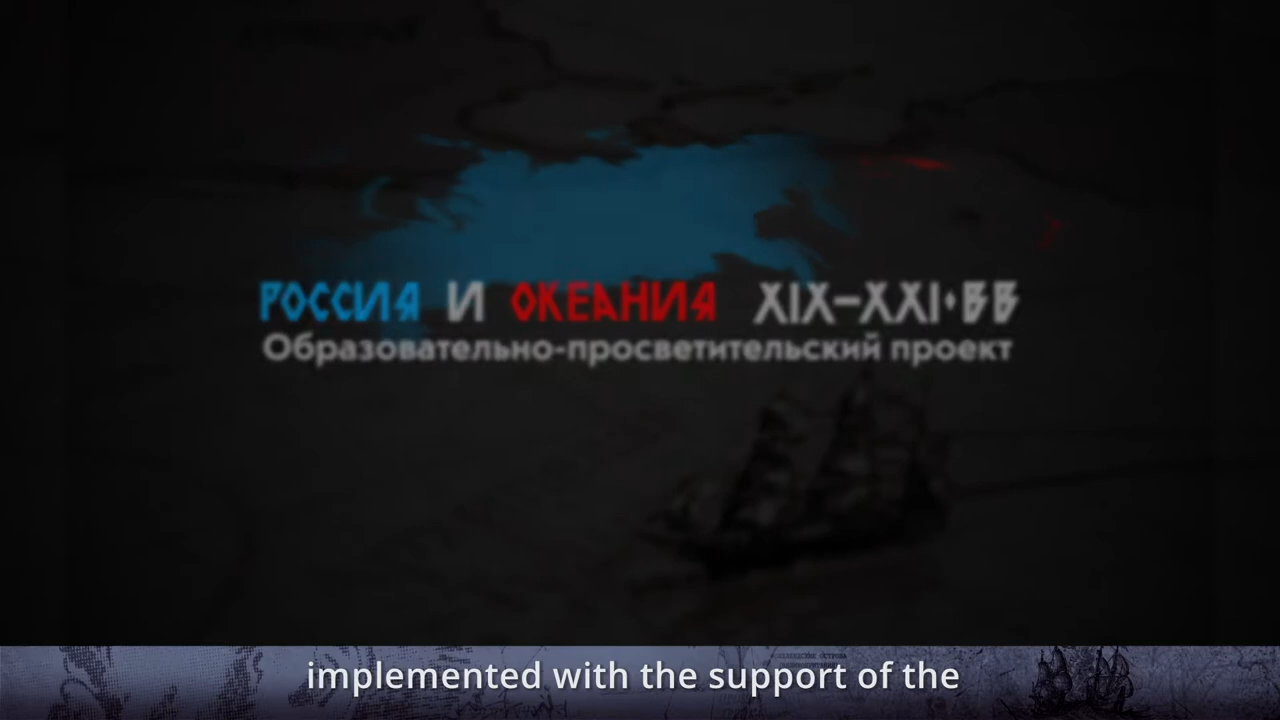 РОССИЯ И ОКЕАНИЯ XIX–XXI·ВВ
Образовательно-просветительский проект
implemented with the support of the